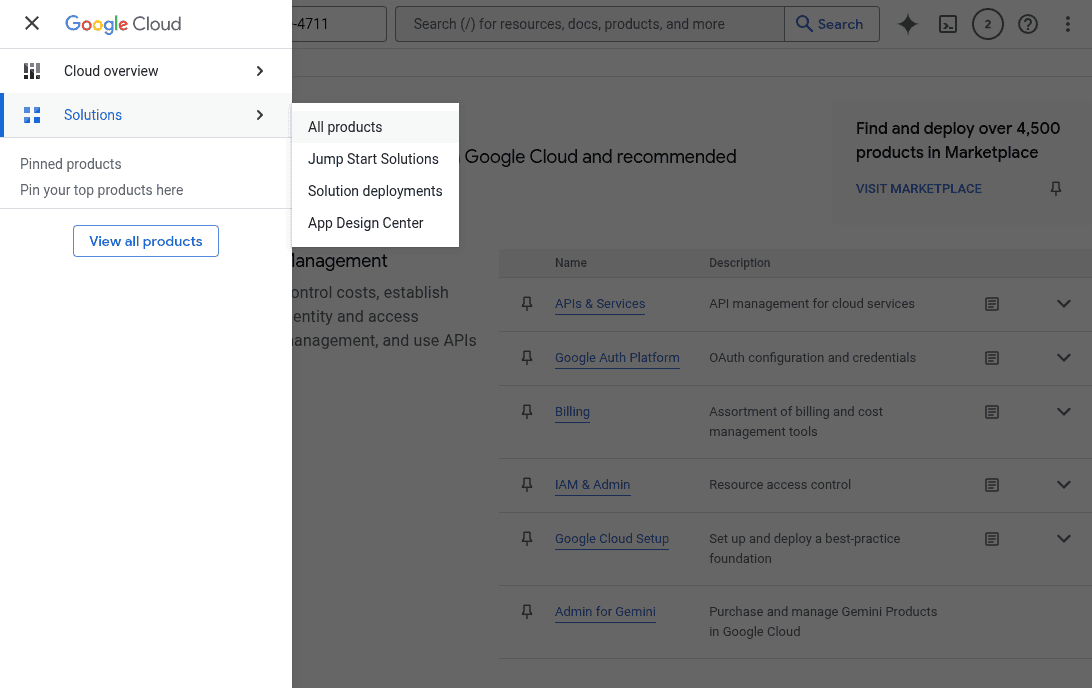 Google Cloud
-4711
Search (/) for resources, docs, products, and more
Search
2
Cloud overview
Solutions
Pinned products
Pin your top products here
View all products
All products
Jump Start Solutions
Solution deployments
App Design Center
Google Cloud and recommended
Find and deploy over 4,500
products in Marketplace
VISIT MARKETPLACE
Management
ontrol costs, establish
entity and access
anagement, and use APIs
Name Description
APIs & Services API management for cloud services
Google Auth Platform OAuth configuration and credentials
Billing Assortment of billing and cost
management tools
IAM & Admin Resource access control
Google Cloud Setup Set up and deploy a best-practice
foundation
Admin for Gemini Purchase and manage Gemini Products
in Google Cloud